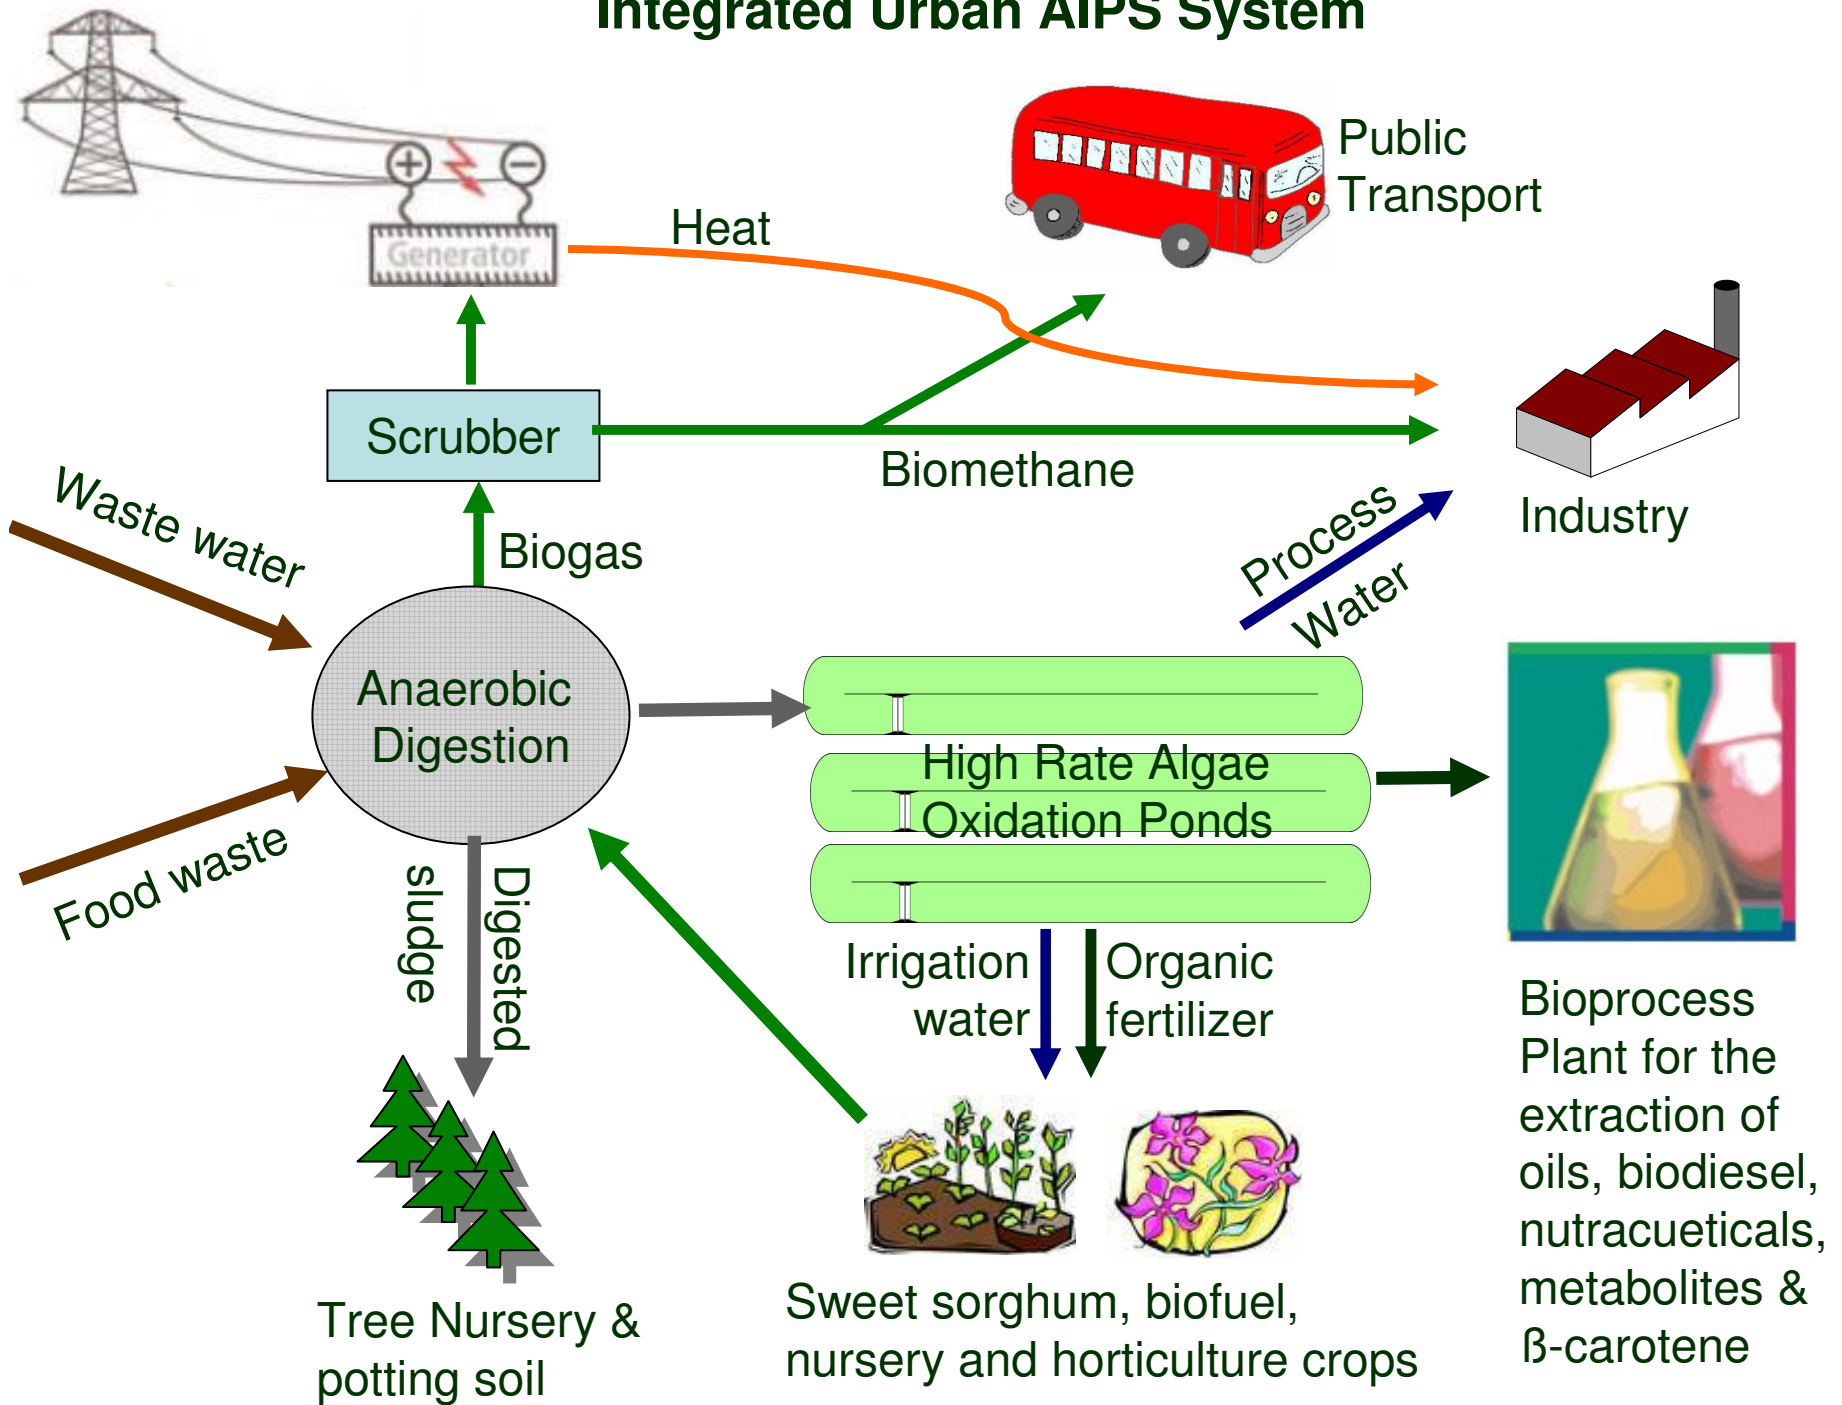 Integrated Urban AIPS System
+
−
Generator
Heat
Public
Transport
Scrubber
Biomethane
Industry
Waste water
Biogas
Process
Water
Anaerobic
Digestion
High Rate Algae
Oxidation Ponds
Food waste
Digested
sludge
Irrigation
water
Organic
fertilizer
Bioprocess
Plant for the
extraction of
oils, biodiesel,
nutracueticals,
metabolites &
ß-carotene
Tree Nursery &
potting soil
Sweet sorghum, biofuel,
nursery and horticulture crops